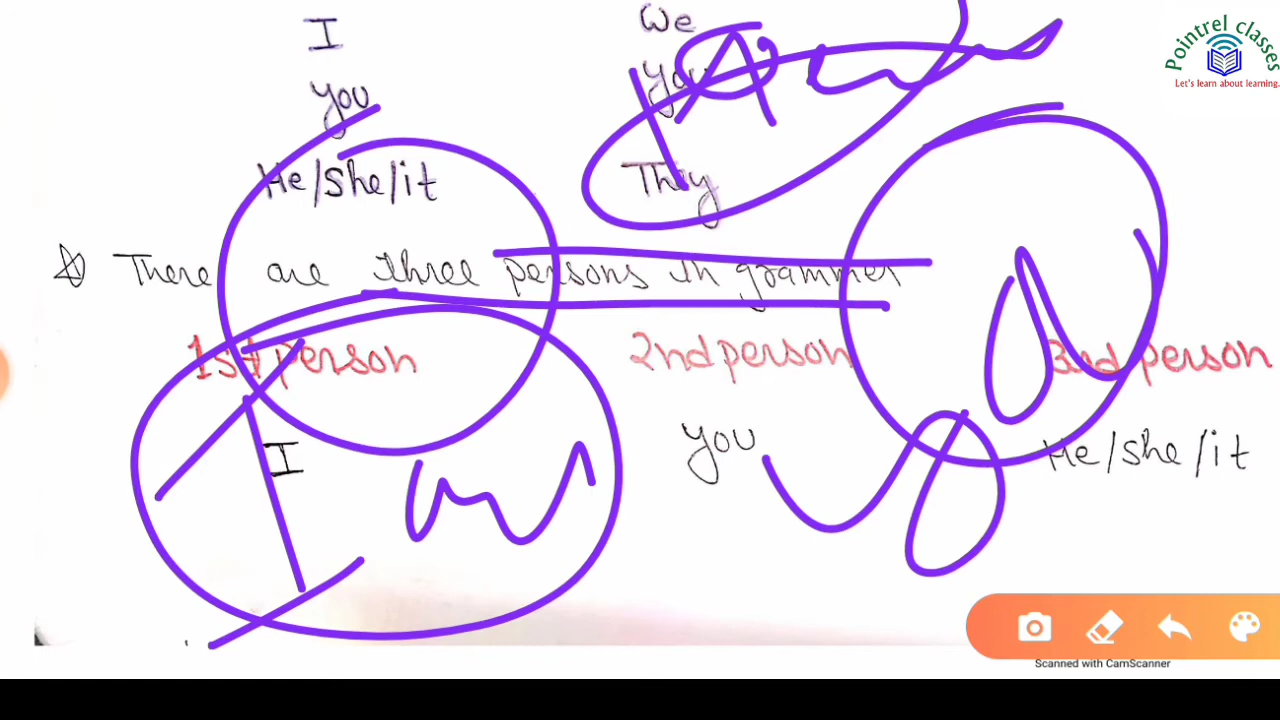 I We
you you
He/she/it They
Pointrel classes
Let's learn about learning.
☆ There are three persons in grammer
1st person 2nd person 3rd person
I you He/she/it
Scanned with CamScanner